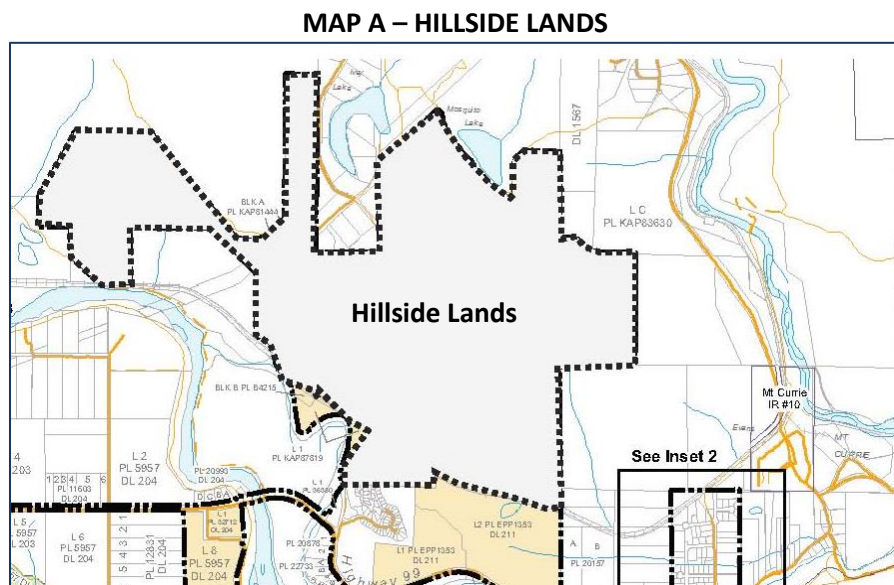 MAP A – HILLSIDE LANDS
Lake
Mosquito
Lake
DL 1567
BLK A
PL KAP81444
L C
PL KAP83630
Hillside Lands
BLK B PL B4215
Mt Currie
IR #10
Evans
MT
CURRIE
L 1
PL KAP87819
See Inset 2
4
203
L 2
PL 5957
DL 204
1 2 3 4 5 6
PL 11603
DL 204
PL 20993
DL 204
D C B A
L 1
L 5
PL 5957
PL 203
L 6
PL 5957
DL 204
5 4 3 2 1
PL 12831
DL 204
L 1
DL 204
L 8
PL 5957
DL 204
PL 20878
PL 22733
Highway 99
L2 PL EPP1353
DL 211
L1 PL EPP1353
DL 211
A B
PL 20157